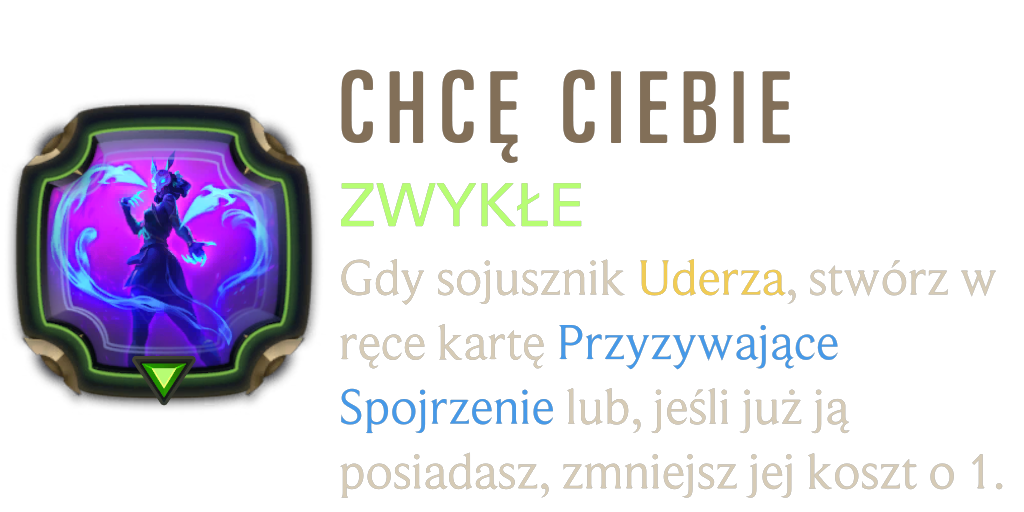 CHCĘ CIEBIE
ZWYKŁE
Gdy sojusznik Uderza, stwórz w
ręce kartę Przyzywające
Spojrzenie lub, jeśli już ją
posiadasz, zmniejsz jej koszt o 1.